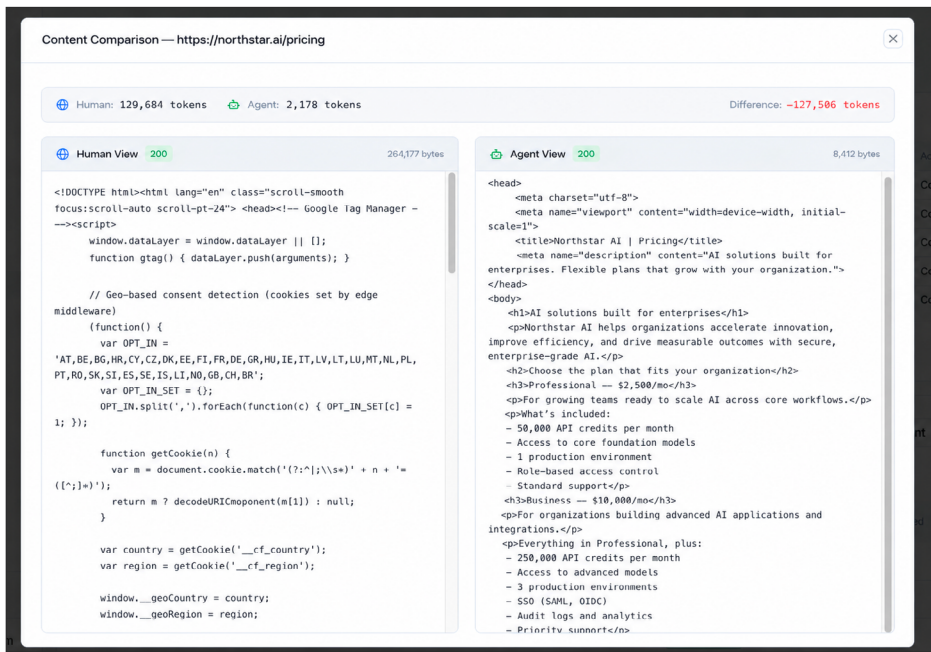 Content Comparison — https://northstar.ai/pricing
Human: 129,684 tokens Agent: 2,178 tokens Difference: −127,506 tokens
Human View 200 264,177 bytes
<!DOCTYPE html><html lang="en" class="scroll-smooth
focus:scroll-auto scroll-pt-24"> <head><!-- Google Tag Manager -
--><script>
window.dataLayer = window.dataLayer || [];
function gtag() { dataLayer.push(arguments); }
// Geo-based consent detection (cookies set by edge
middleware)
(function() {
var OPT_IN =
'AT,BE,BG,HR,CY,CZ,DK,EE,FI,FR,DE,GR,HU,IE,IT,LV,LT,LU,MT,NL,PL,
PT,RO,SK,SI,ES,SE,IS,LI,NO,GB,CH,BR';
var OPT_IN_SET = {};
OPT_IN.split(',').forEach(function(c) { OPT_IN_SET[c] =
1; });
function getCookie(n) {
var m = document.cookie.match('(?:^|;\\s*)' + n + '=
([^;]*)');
return m ? decodeURICmoponent(m[1]) : null;
}
var country = getCookie('__cf_country');
var region = getCookie('__cf_region');
window.__geoCountry = country;
window.__geoRegion = region;
Agent View 200 8,412 bytes
<head>
<meta charset="utf-8">
<meta name="viewport" content="width=device-width, initial-
scale=1">
<title>Northstar AI | Pricing</title>
<meta name="description" content="AI solutions built for
enterprises. Flexible plans that grow with your organization.">
</head>
<body>
<h1>AI solutions built for enterprises</h1>
<p>Northstar AI helps organizations accelerate innovation,
improve efficiency, and drive measurable outcomes with secure,
enterprise-grade AI.</p>
<h2>Choose the plan that fits your organization</h2>
<h3>Professional —— $2,500/mo</h3>
<p>For growing teams ready to scale AI across core workflows.</p>
<p>What's included:
– 50,000 API credits per month
– Access to core foundation models
– 1 production environment
– Role-based access control
– Standard support</p>
<h3>Business —— $10,000/mo</h3>
<p>For organizations building advanced AI applications and
integrations.</p>
<p>Everything in Professional, plus:
– 250,000 API credits per month
– Access to advanced models
– 3 production environments
– SSO (SAML, OIDC)
– Audit logs and analytics
– Priority support</p>